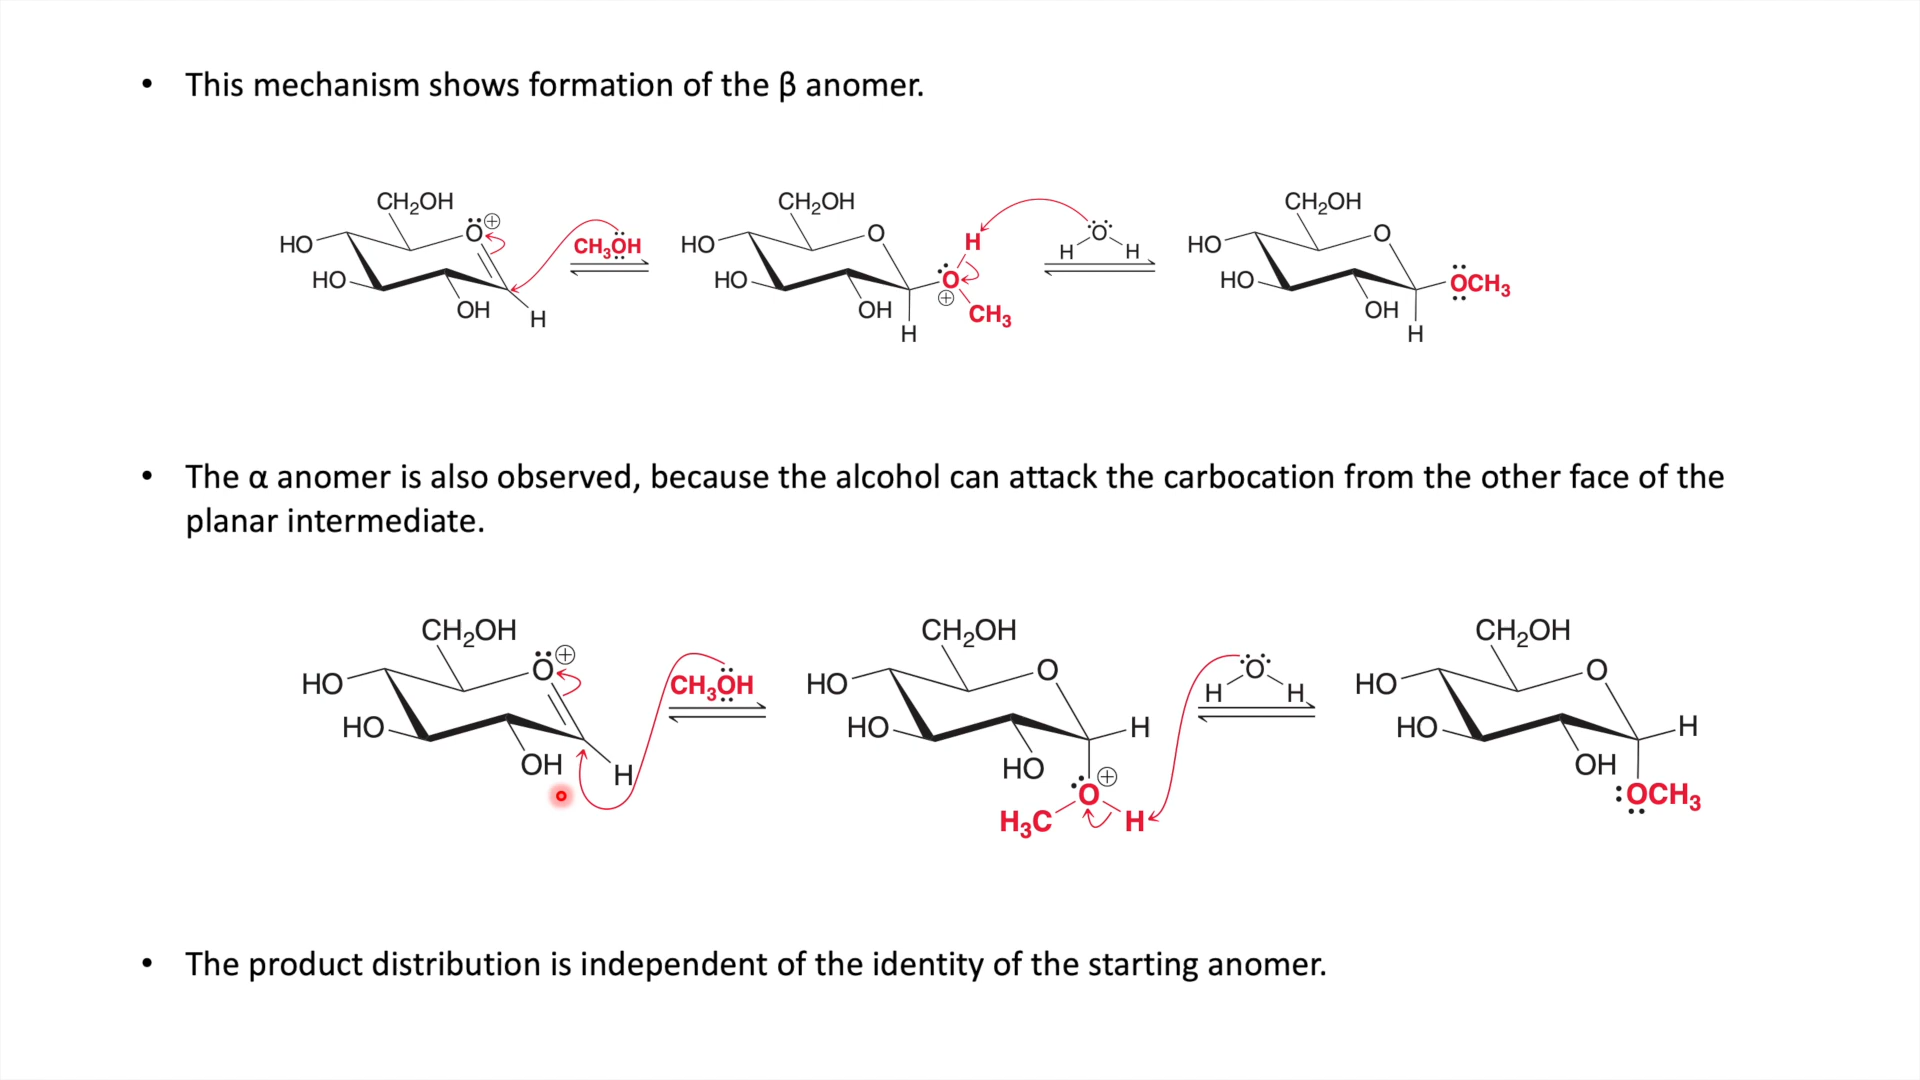 • This mechanism shows formation of the β anomer.
CH₂OH CH₂OH CH₂OH
HO O ⊕ CH₃OH HO O H O HO O
HO HO O H H HO OCH₃
OH H OH ⊕ CH₃ OH
H H
• The α anomer is also observed, because the alcohol can attack the carbocation from the other face of the
planar intermediate.
CH₂OH CH₂OH CH₂OH
HO O ⊕ CH₃OH HO O O HO O
H H
HO HO H HO H
OH H HO ⊕ OH
O :OCH₃
H₃C H
• The product distribution is independent of the identity of the starting anomer.